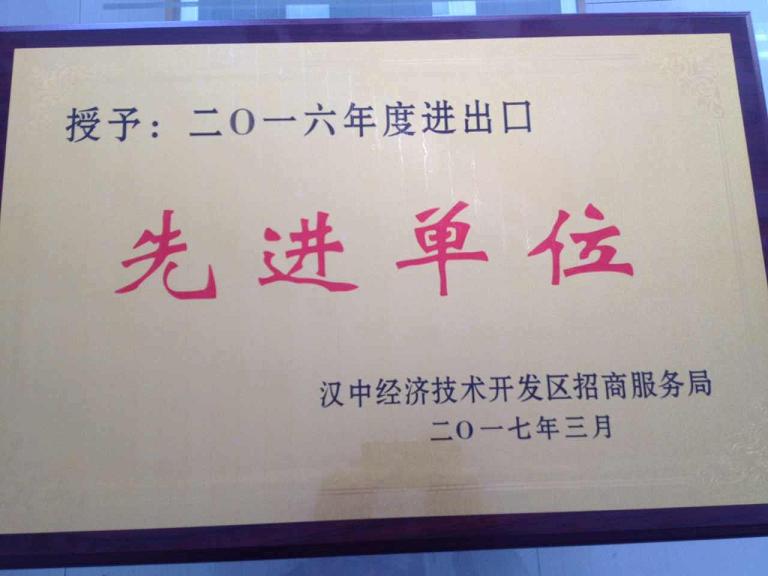 授予：二〇一六年度进出口
先进单位
汉中经济技术开发区招商服务局
二〇一七年三月